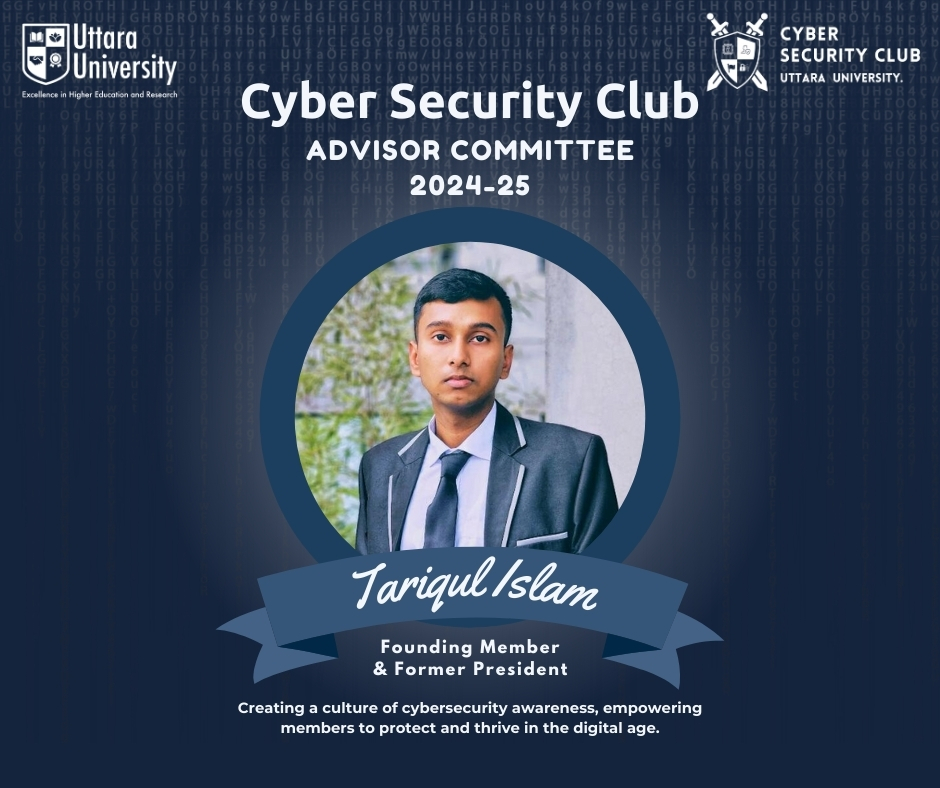 Uttara
University
Excellence in Higher Education and Research
CYBER
SECURITY CLUB
UTTARA UNIVERSITY.
Cyber Security Club
ADVISOR COMMITTEE
2024-25
Tariqul Islam
Founding Member
& Former President
Creating a culture of cybersecurity awareness, empowering
members to protect and thrive in the digital age.